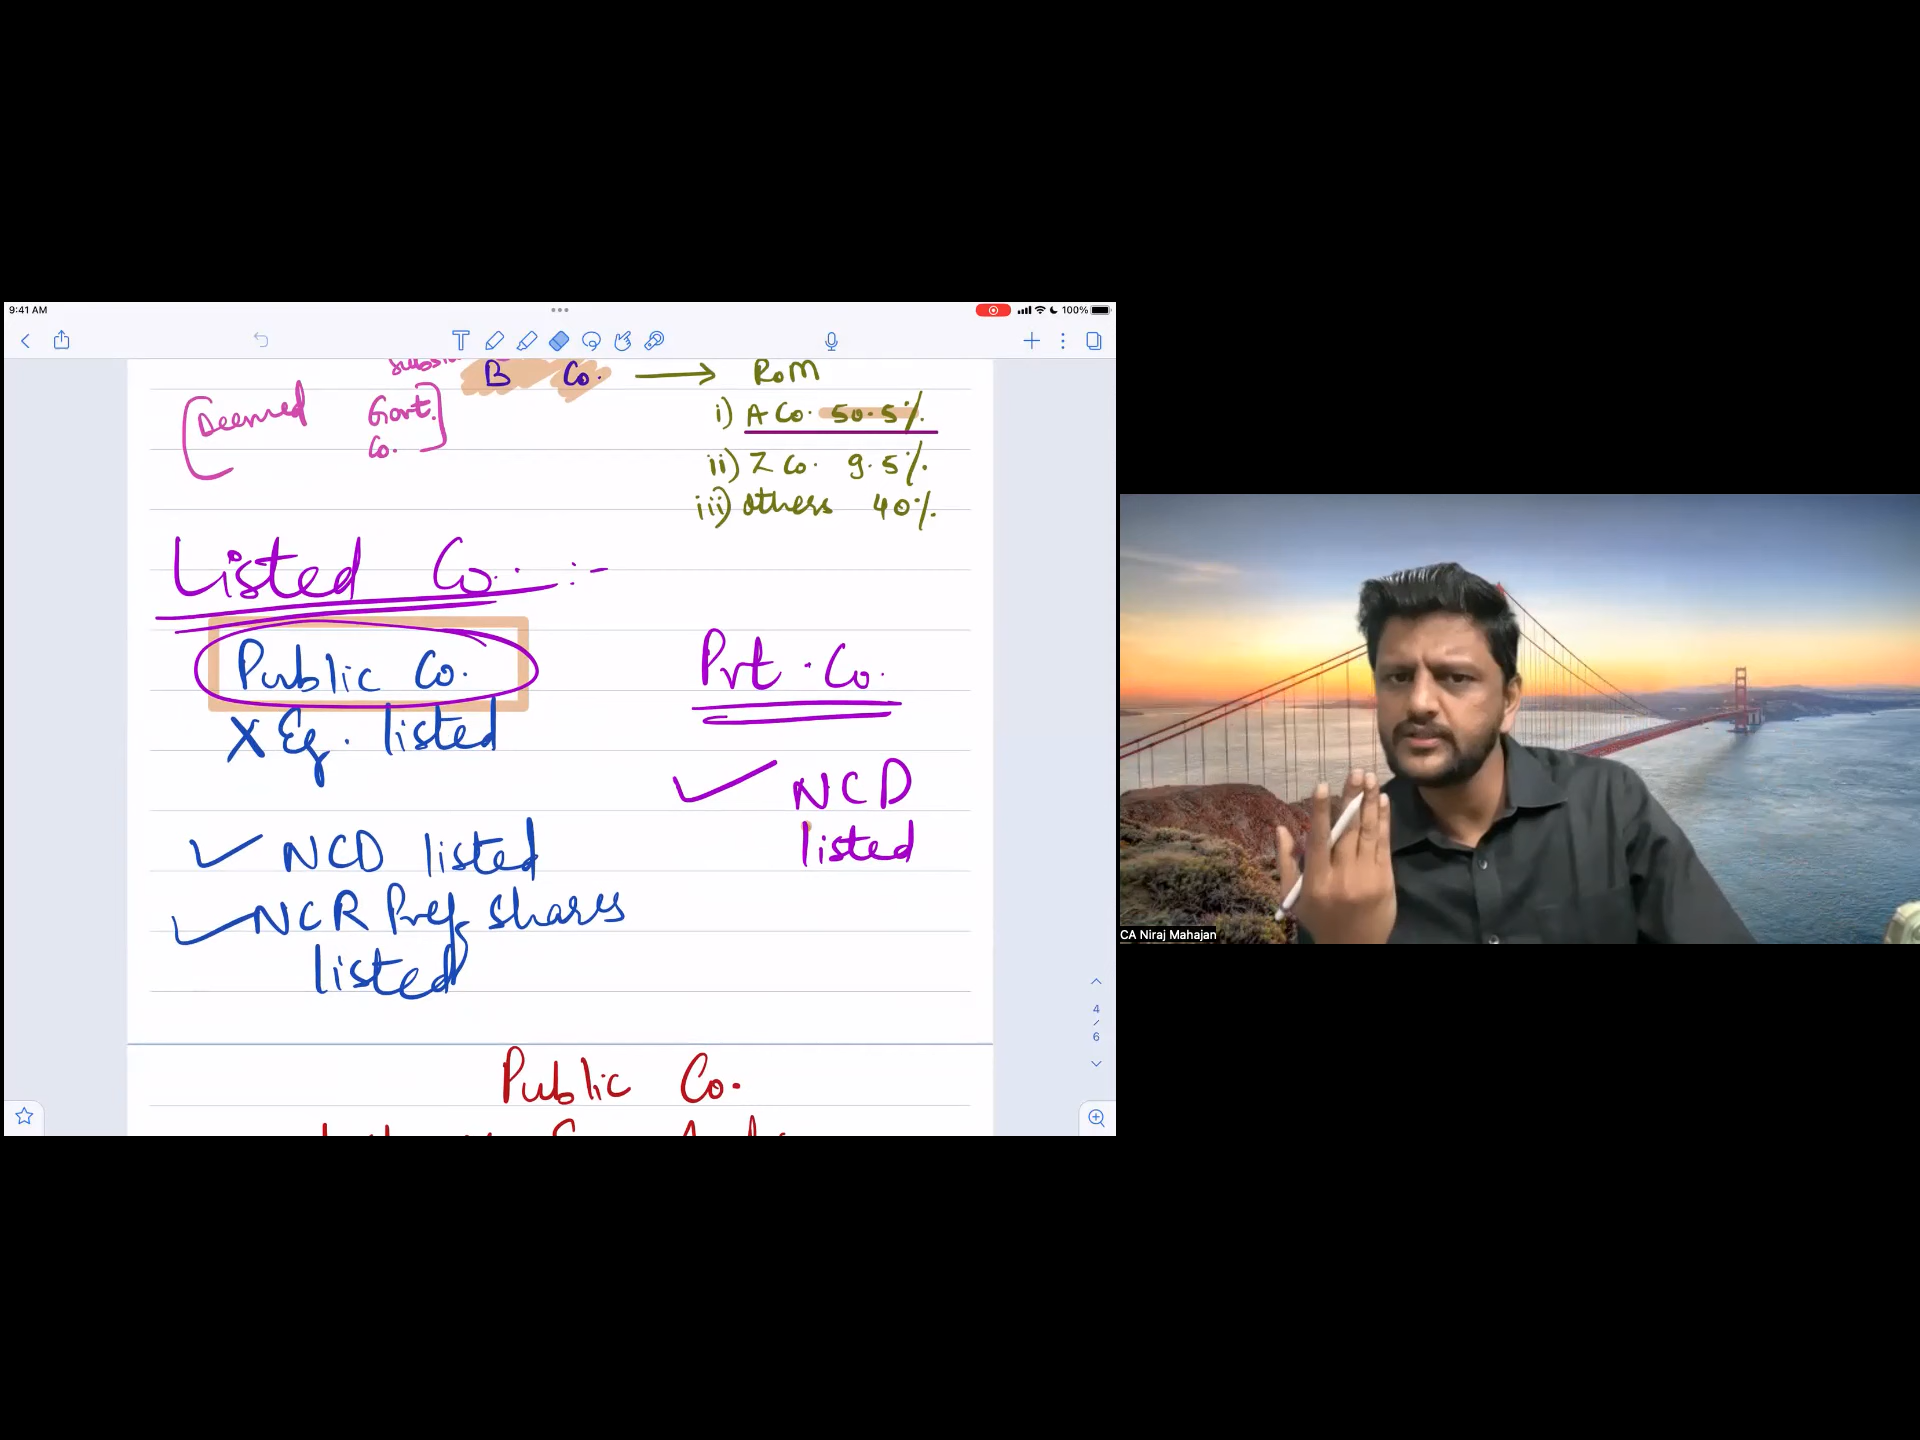 9:41 AM
100%
B Co. → RoM
[Deemed Govt. Co.]
i) A Co. 50.5%
ii) Z Co. 9.5%
iii) others 40%
Listed Co. :-
Public Co.
X Eq. listed
✓ NCD listed
✓ NCR Pref shares
listed
Pvt. Co.
✓ NCD
listed
4
/
6
Public Co.
CA Niraj Mahajan